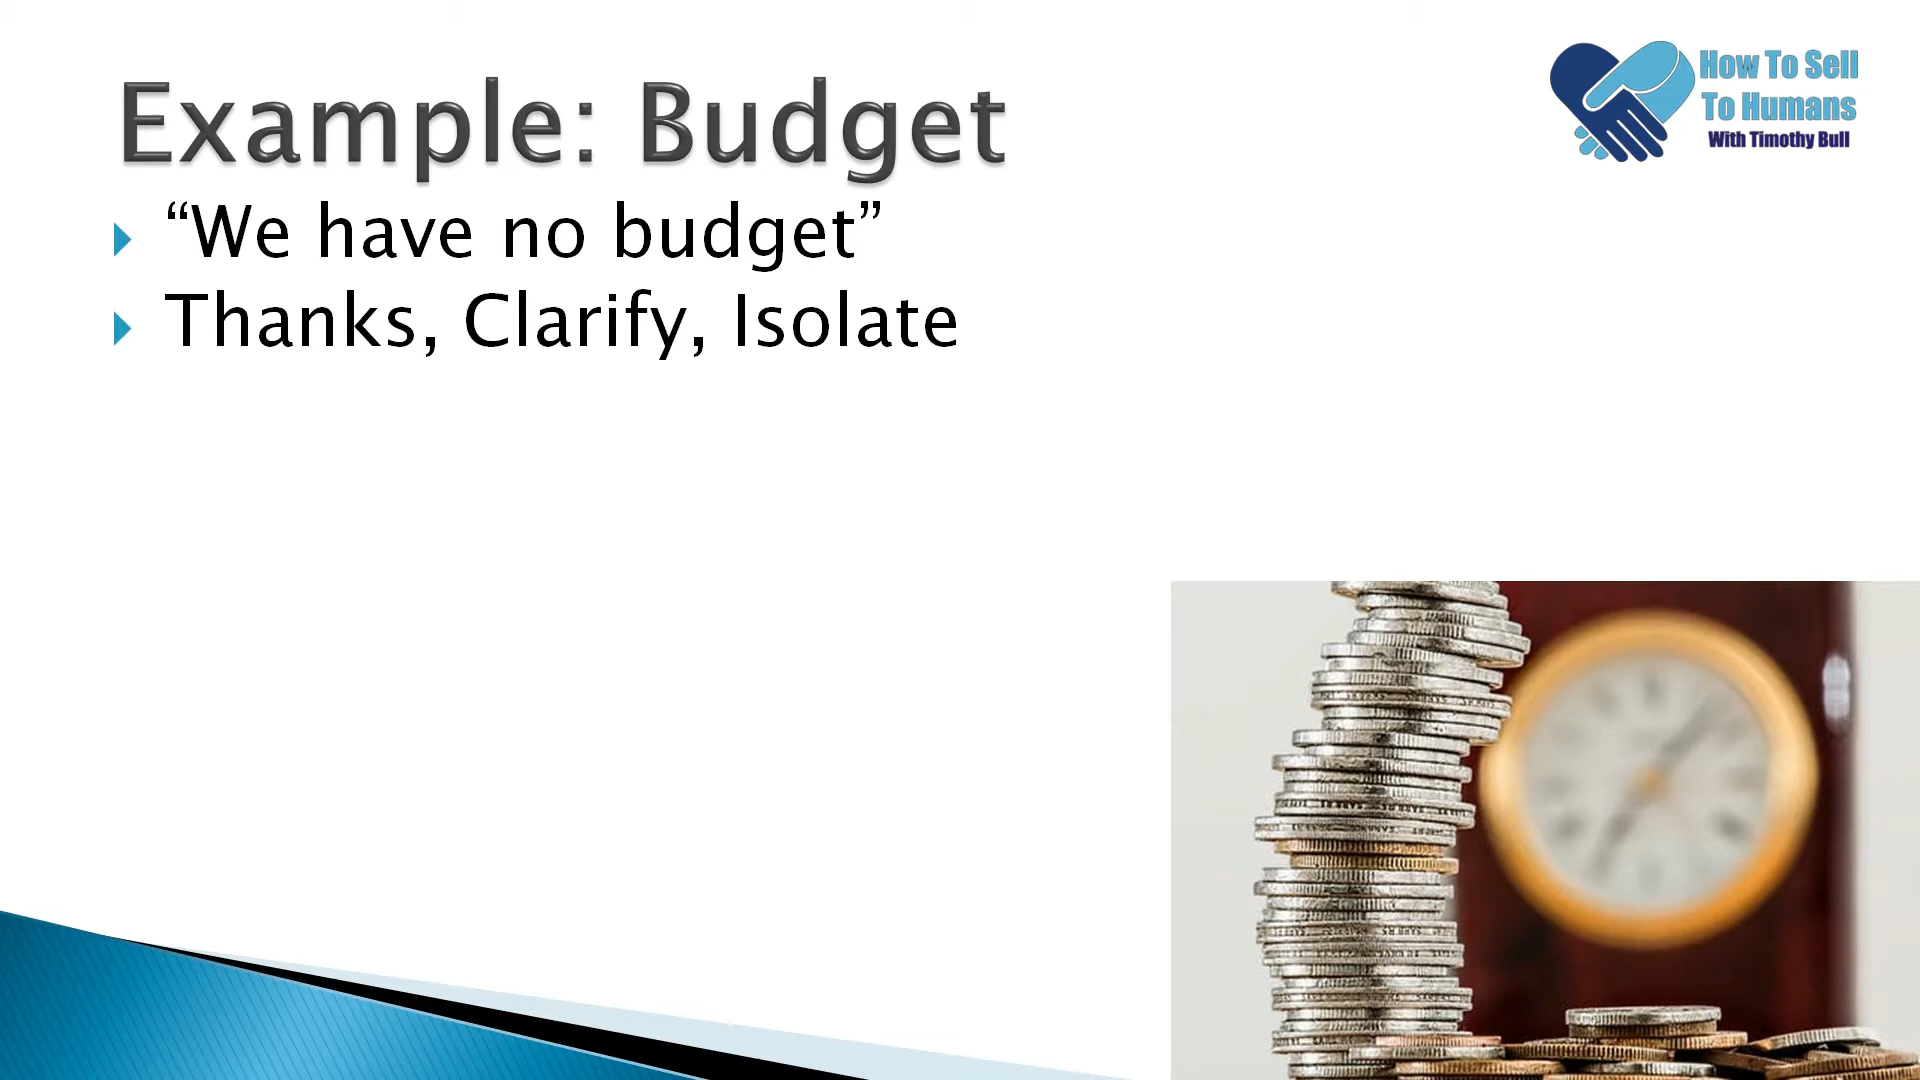 How To Sell
To Humans
With Timothy Bull
Example: Budget
“We have no budget”
Thanks, Clarify, Isolate